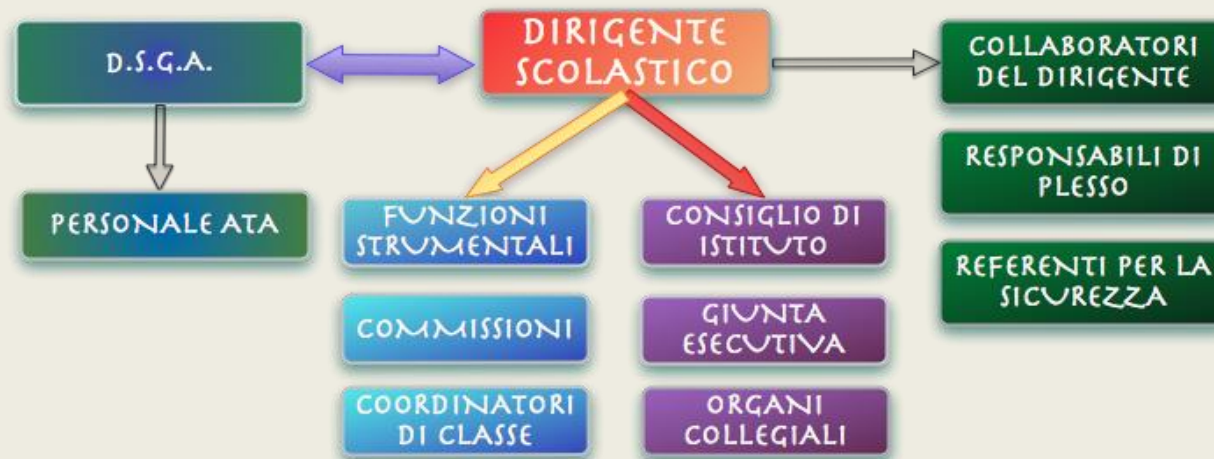 D.S.G.A.
DIRIGENTE
SCOLASTICO
COLLABORATORI
DEL DIRIGENTE
PERSONALE ATA
FUNZIONI
STRUMENTALI
CONSIGLIO DI
ISTITUTO
RESPONSABILI DI
PLESSO
COMMISSIONI
GIUNTA
ESECUTIVA
REFERENTI PER LA
SICUREZZA
COORDINATORI
DI CLASSE
ORGANI
COLLEGIALI